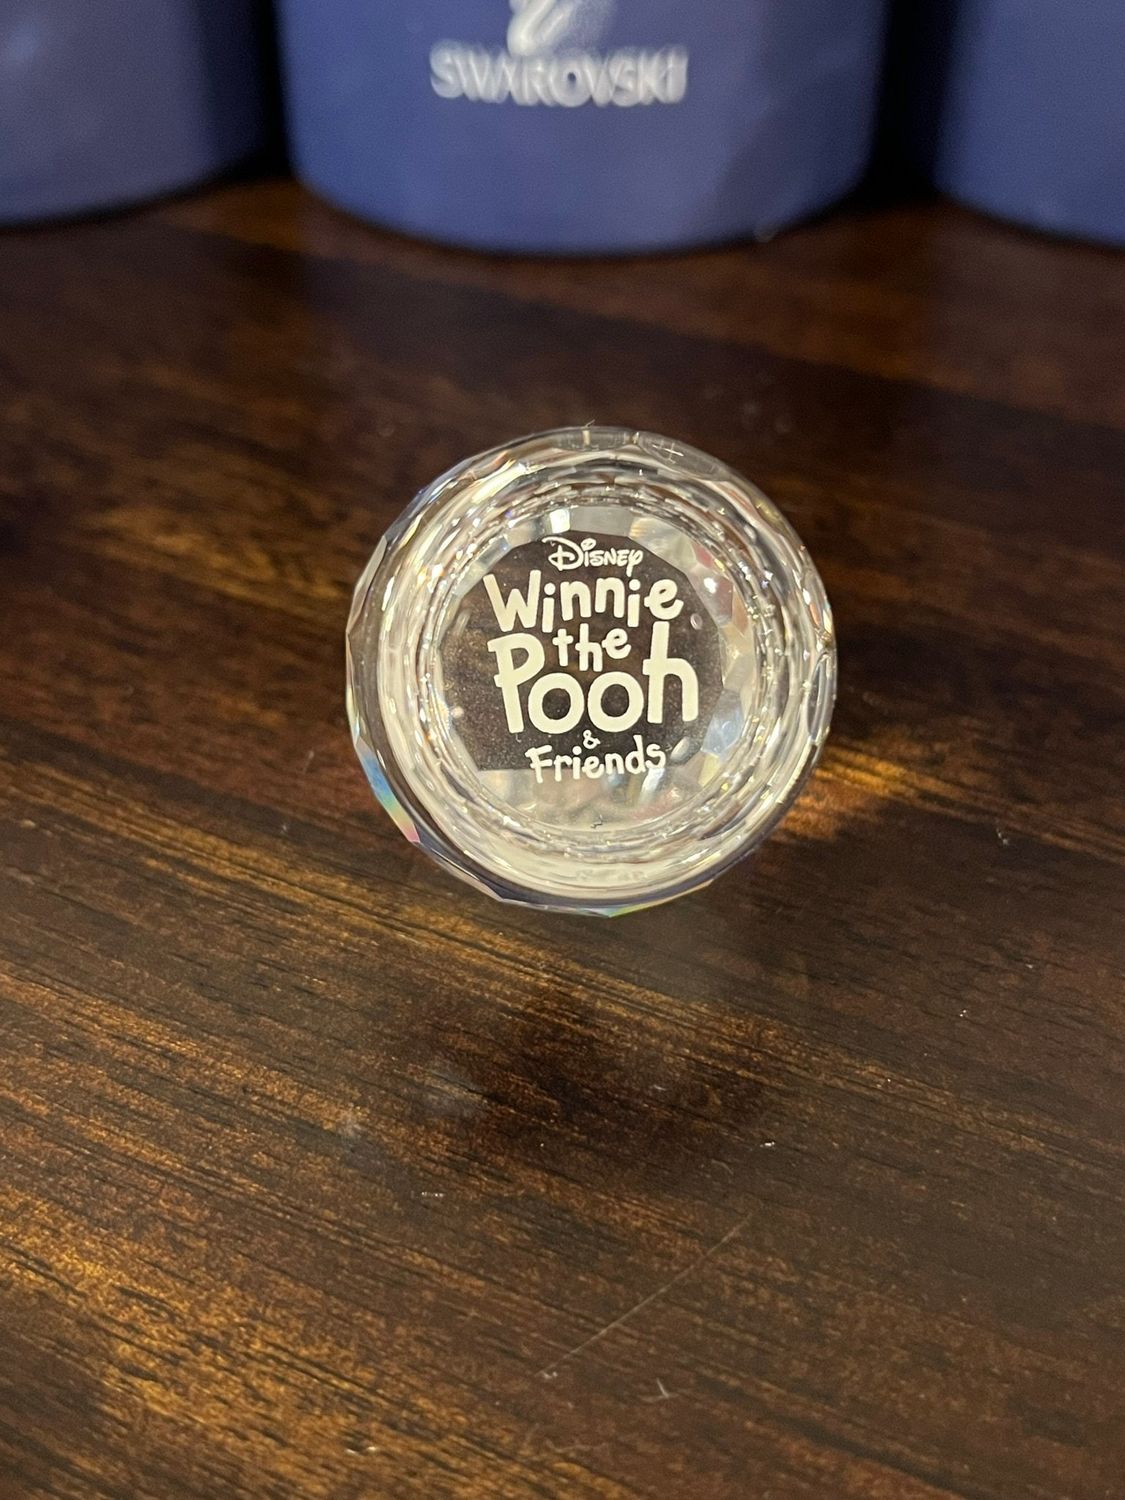 SWAROVSKI
Disney
Winnie
the
Pooh
&
Friends